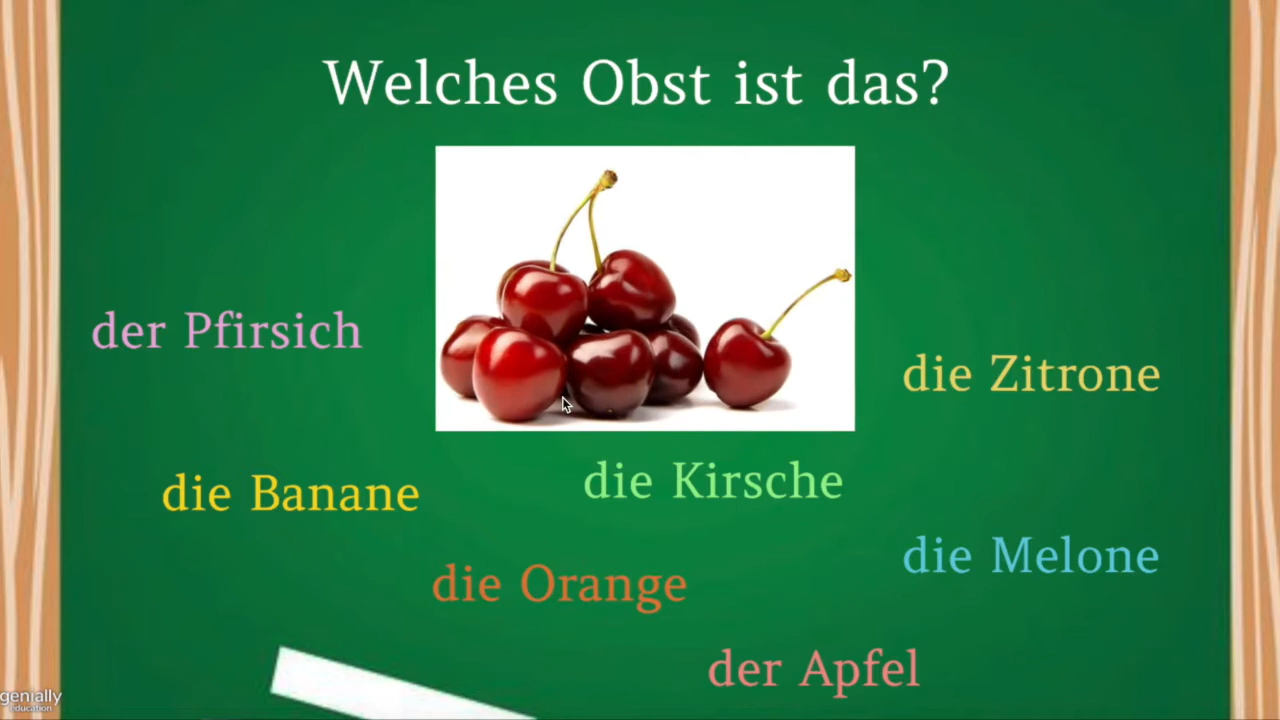 Welches Obst ist das?
der Pfirsich
die Zitrone
die Banane
die Kirsche
die Melone
die Orange
der Apfel
genially
education